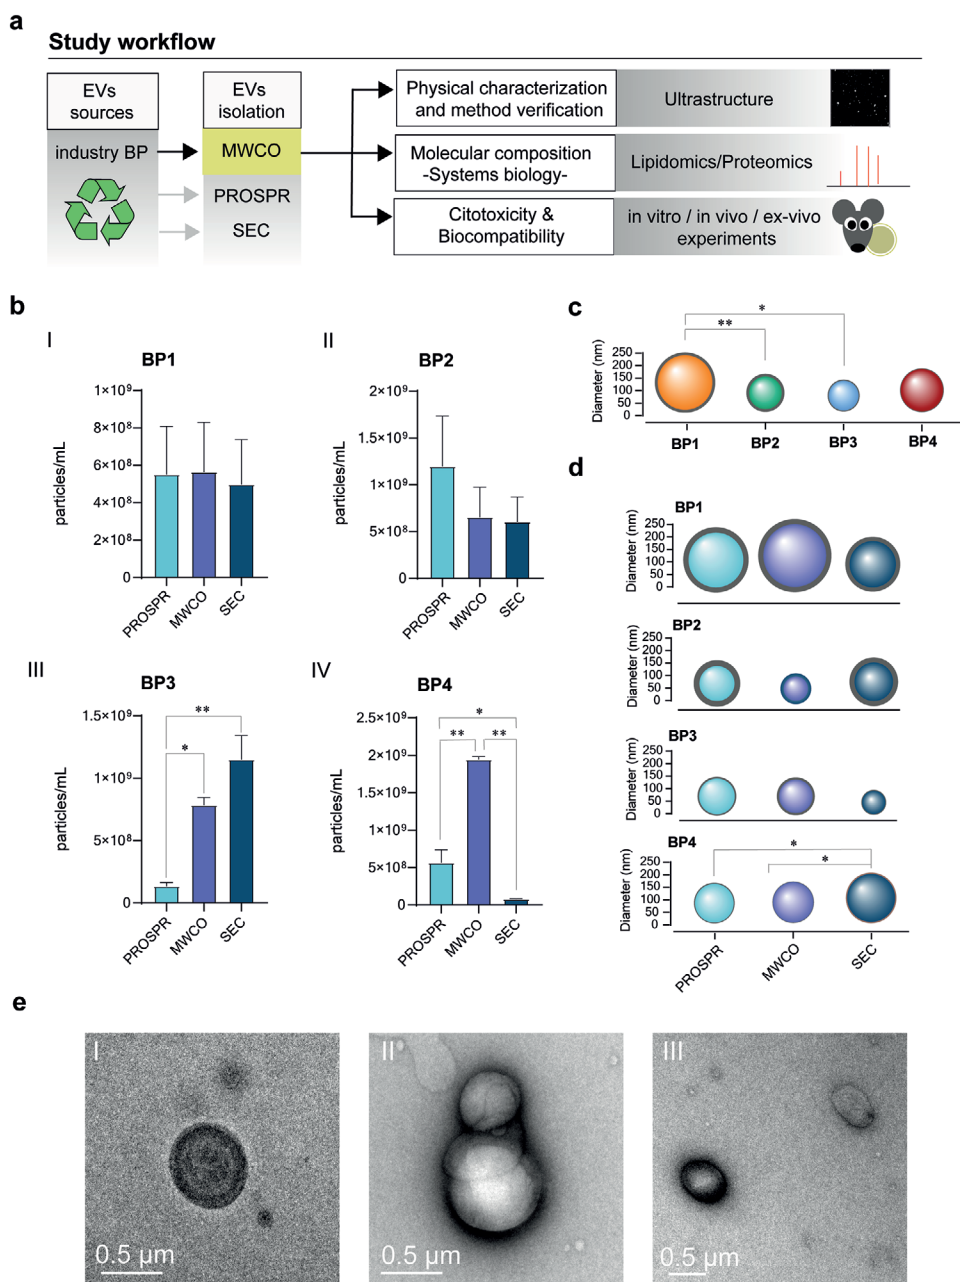 a
Study workflow
EVs
sources
industry BP
EVs
isolation
MWCO
PROSPR
SEC
Physical characterization
and method verification
Ultrastructure
Molecular composition
-Systems biology-
Lipidomics/Proteomics
Citotoxicity &
Biocompatibility
in vitro / in vivo / ex-vivo
experiments
b
I
BP1
1×10⁹
8×10⁸
6×10⁸
4×10⁸
2×10⁸
0
particles/mL
PROSPR
MWCO
SEC
II
BP2
2×10⁹
1.5×10⁹
1×10⁹
5×10⁸
0
particles/mL
PROSPR
MWCO
SEC
III
BP3
1.5×10⁹
1×10⁹
5×10⁸
0
particles/mL
**
*
PROSPR
MWCO
SEC
IV
BP4
2.5×10⁹
2×10⁹
1.5×10⁹
1×10⁹
5×10⁸
0
particles/mL
*
** **
PROSPR
MWCO
SEC
c
*
**
Diameter (nm)
250
200
150
100
50
0
BP1 BP2 BP3 BP4
d
BP1
Diameter (nm)
250
200
150
100
50
0
BP2
Diameter (nm)
250
200
150
100
50
0
BP3
Diameter (nm)
250
200
150
100
50
0
BP4
Diameter (nm)
250
200
150
100
50
0
*
*
PROSPR
MWCO
SEC
e
I
0.5 µm
II
0.5 µm
III
0.5 µm